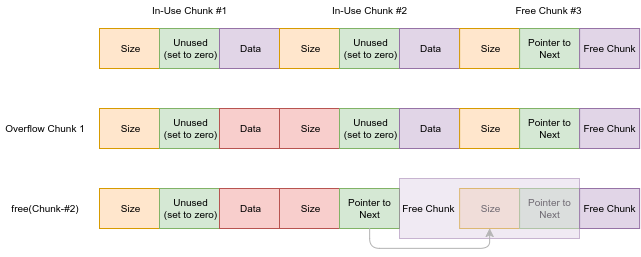 In-Use Chunk #1
In-Use Chunk #2
Free Chunk #3
Size
Unused
(set to zero)
Data
Size
Unused
(set to zero)
Data
Size
Pointer to
Next
Free Chunk
Overflow Chunk 1
Size
Unused
(set to zero)
Data
Size
Unused
(set to zero)
Data
Size
Pointer to
Next
Free Chunk
free(Chunk-#2)
Size
Unused
(set to zero)
Data
Size
Pointer to
Next
Free Chunk
Size
Pointer to
Next
Free Chunk